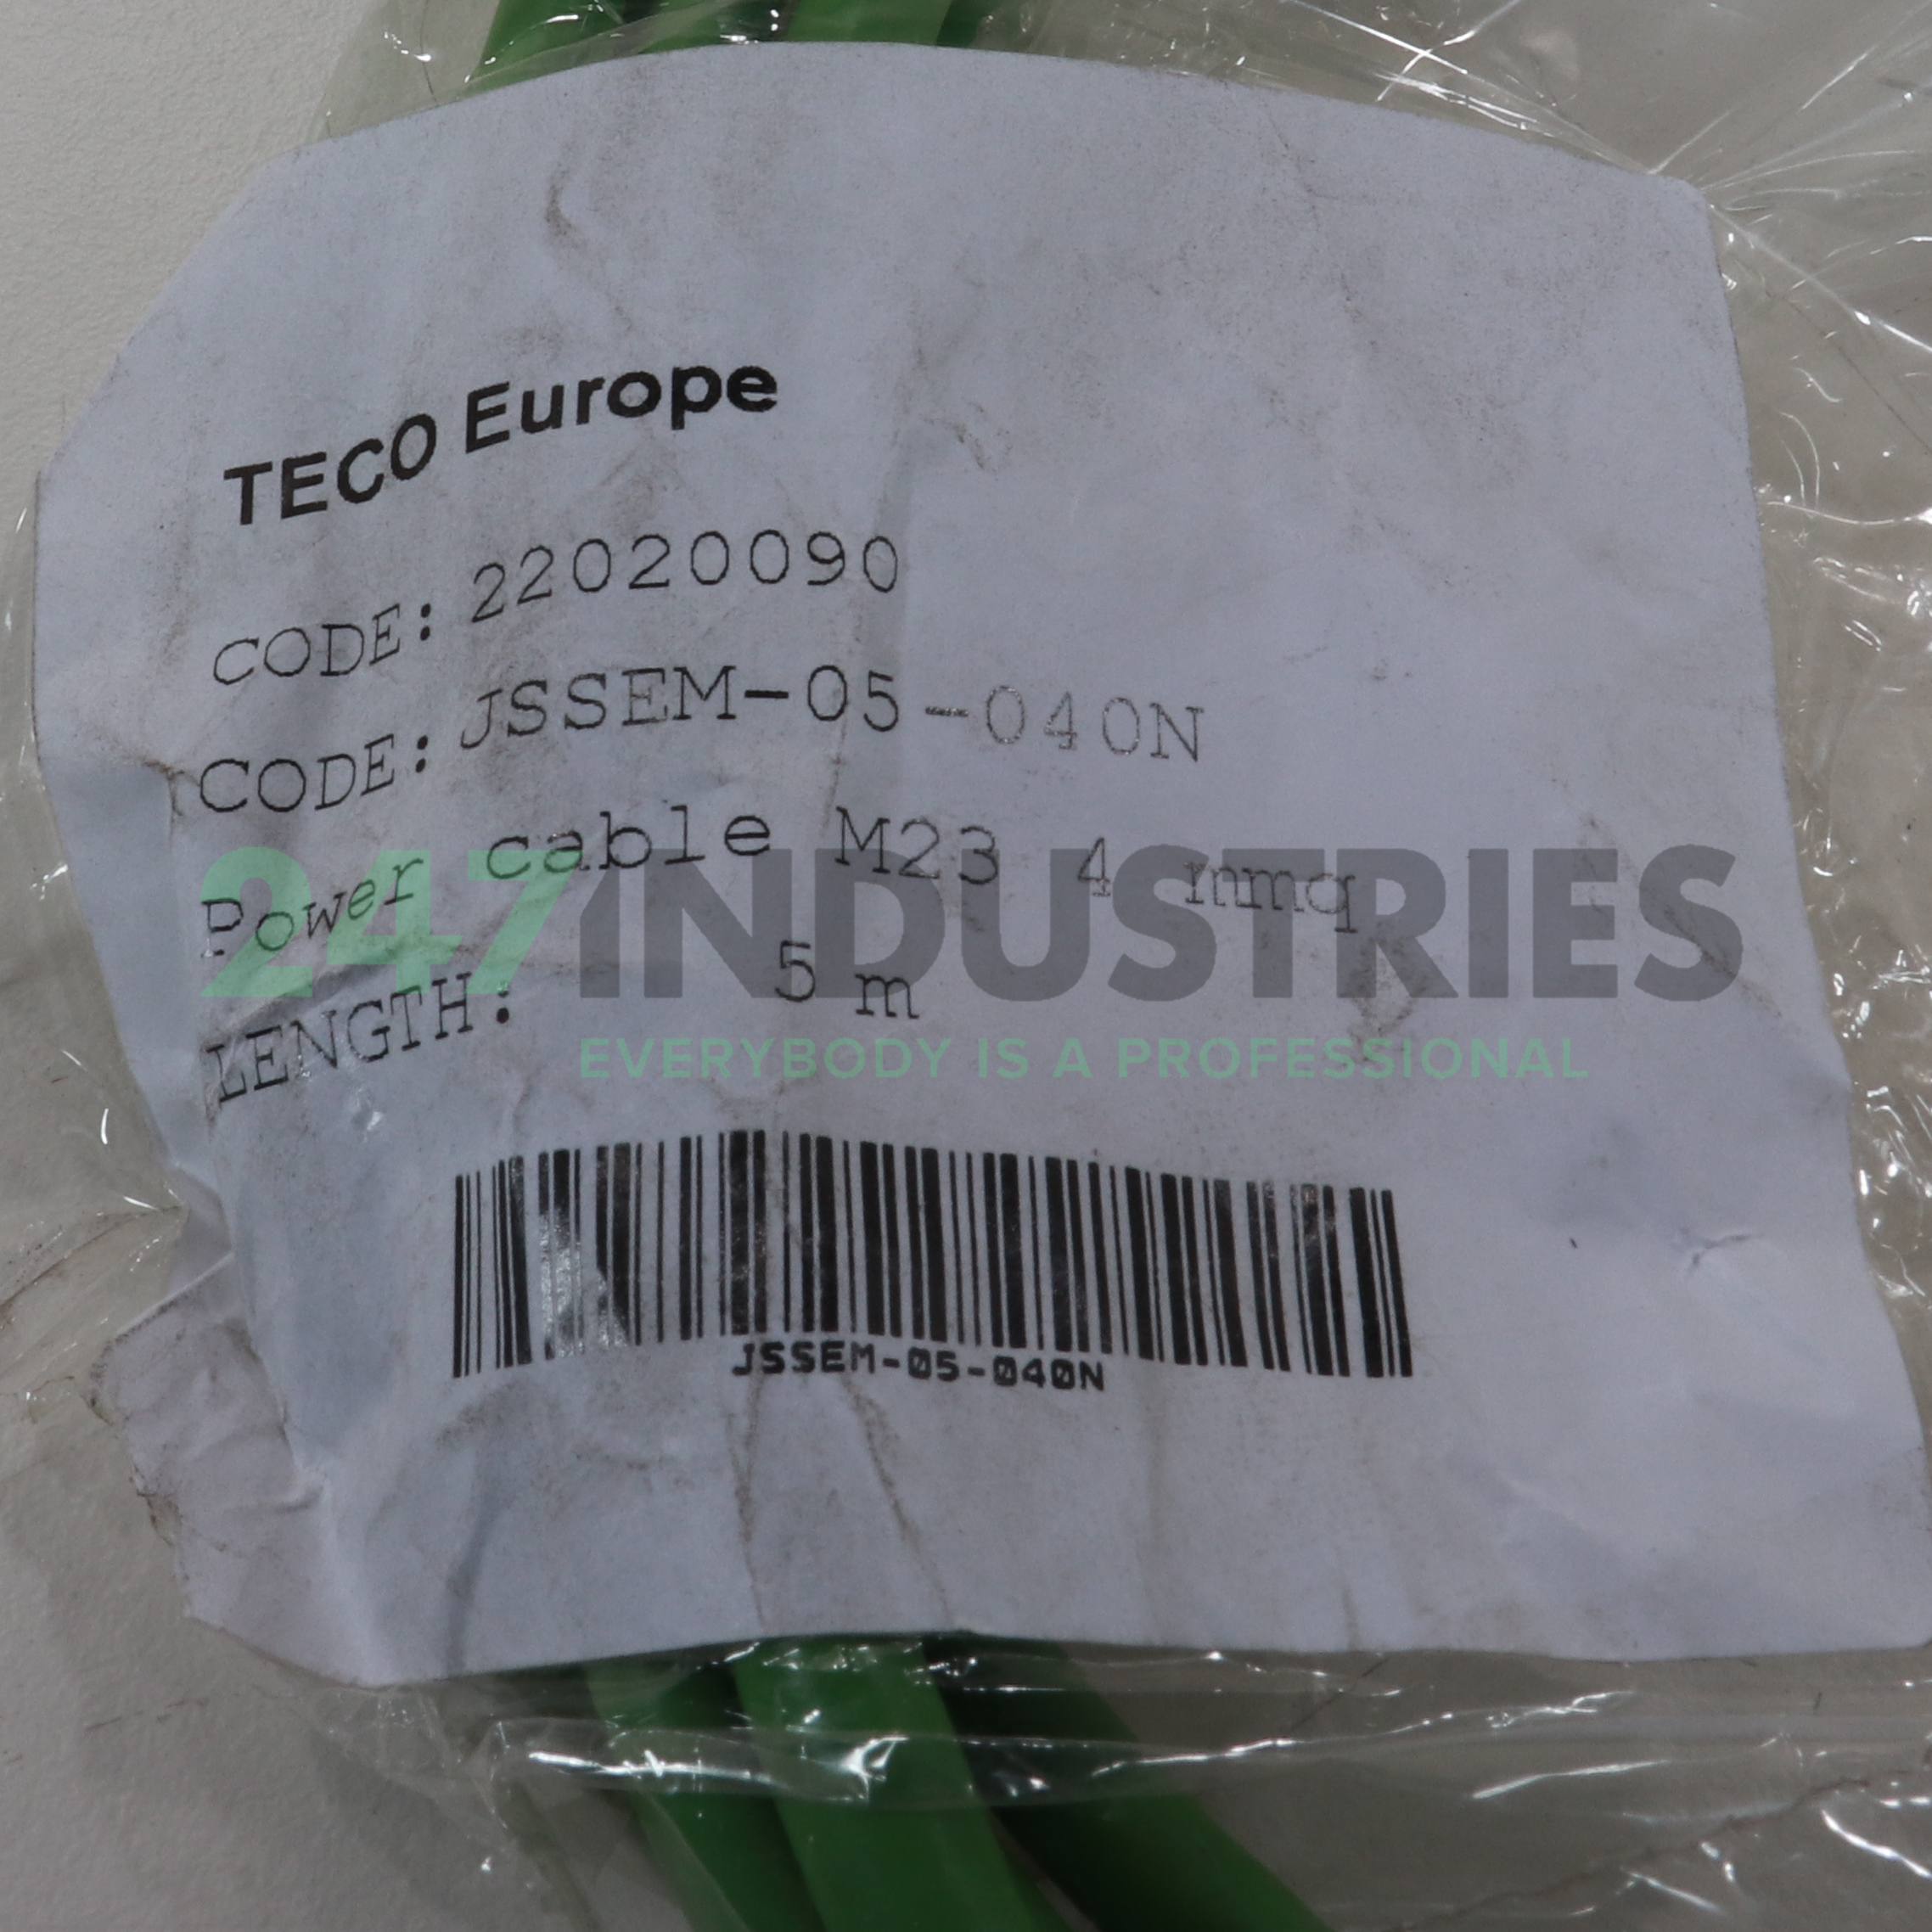 TECO Europe
CODE: 22020090
CODE: JSSEM-05-040N
Power cable M23 4 mmq
LENGTH: 5 m
247INDUSTRIES
EVERYBODY IS A PROFESSIONAL
JSSEM-05-040N